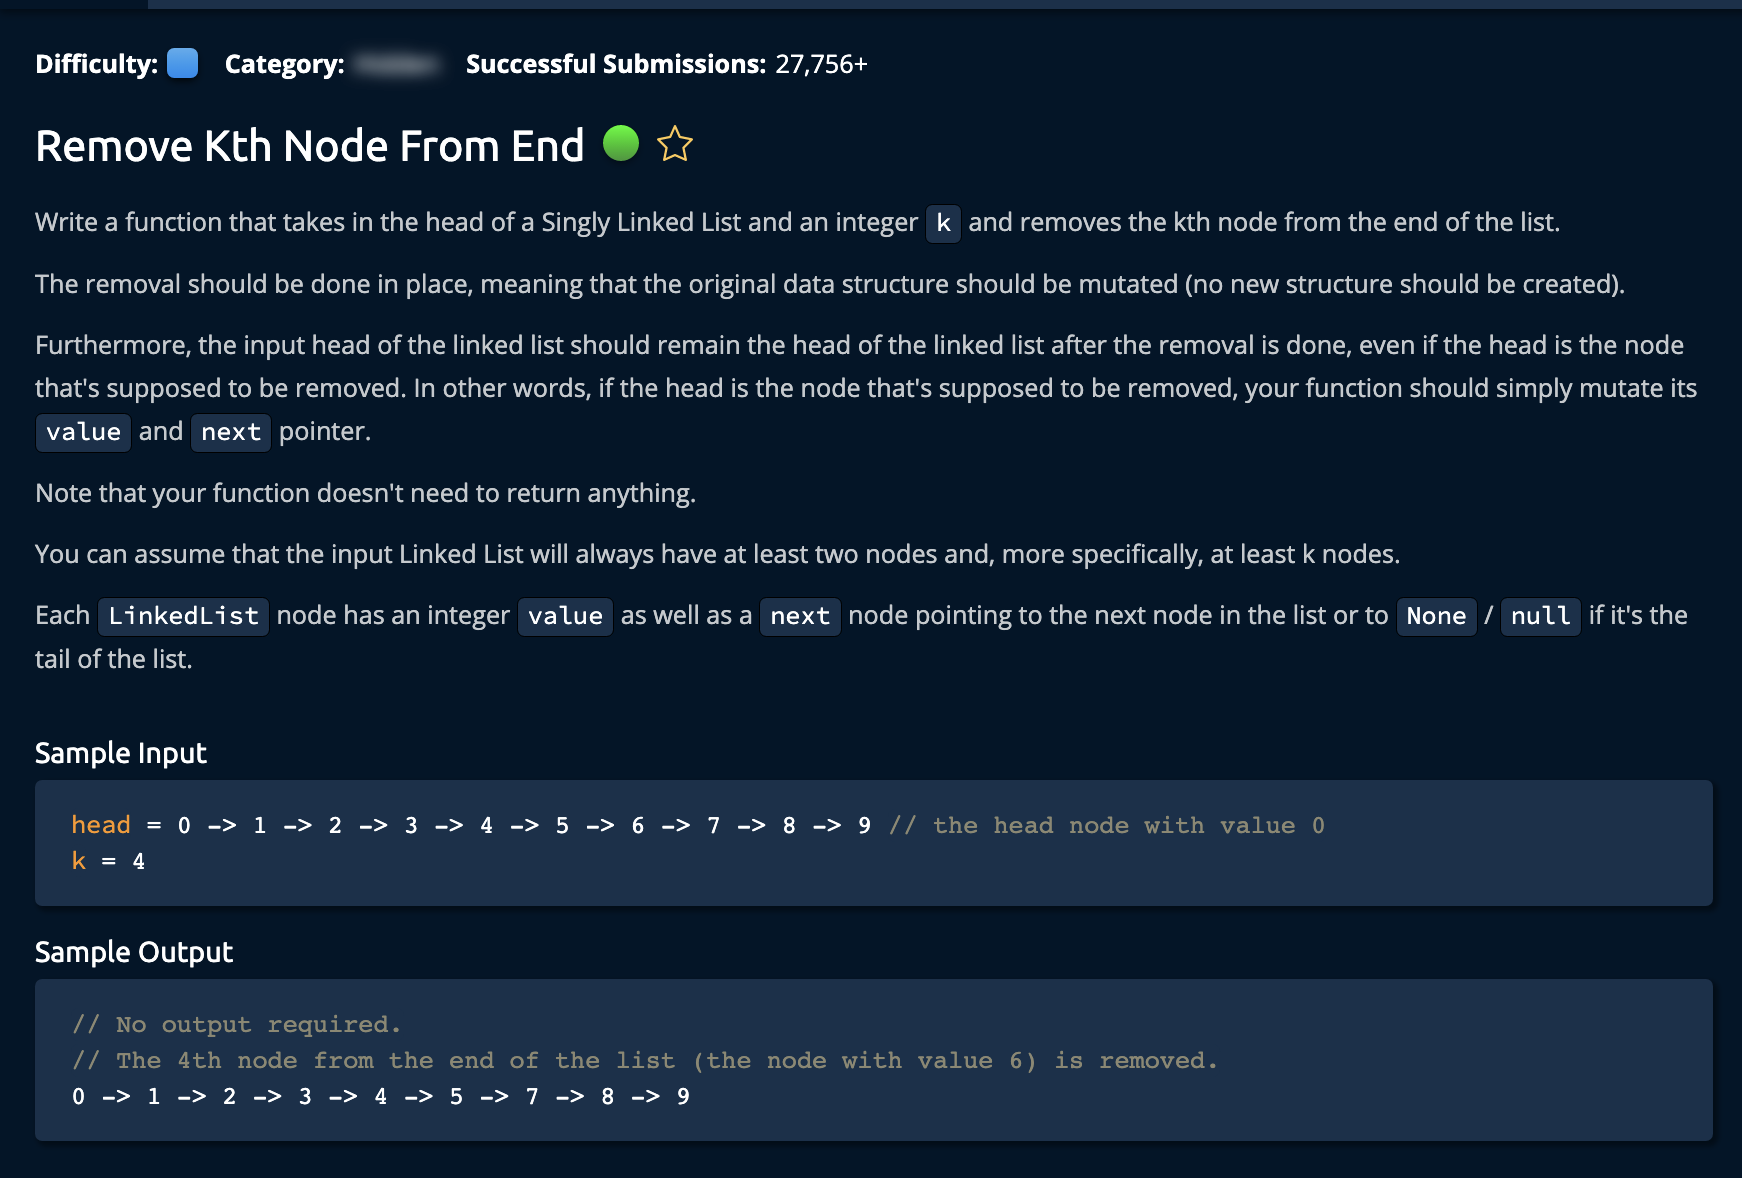 Difficulty: Category: Successful Submissions: 27,756+
Remove Kth Node From End
Write a function that takes in the head of a Singly Linked List and an integer k and removes the kth node from the end of the list.
The removal should be done in place, meaning that the original data structure should be mutated (no new structure should be created).
Furthermore, the input head of the linked list should remain the head of the linked list after the removal is done, even if the head is the node
that's supposed to be removed. In other words, if the head is the node that's supposed to be removed, your function should simply mutate its
value and next pointer.
Note that your function doesn't need to return anything.
You can assume that the input Linked List will always have at least two nodes and, more specifically, at least k nodes.
Each LinkedList node has an integer value as well as a next node pointing to the next node in the list or to None / null if it's the
tail of the list.
Sample Input
head = 0 -> 1 -> 2 -> 3 -> 4 -> 5 -> 6 -> 7 -> 8 -> 9 // the head node with value 0
k = 4
Sample Output
// No output required.
// The 4th node from the end of the list (the node with value 6) is removed.
0 -> 1 -> 2 -> 3 -> 4 -> 5 -> 7 -> 8 -> 9